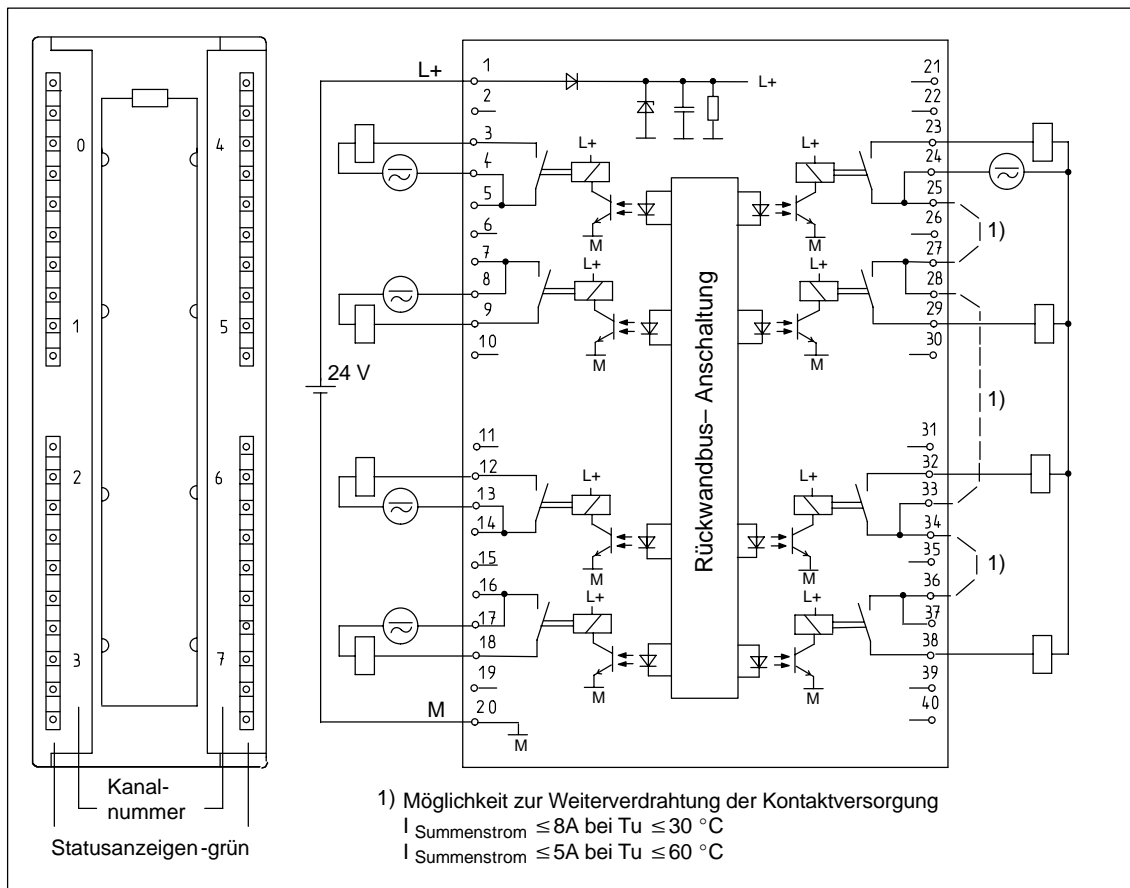 0
1
2
3
4
5
6
7
Kanal-
nummer
Statusanzeigen-grün
L+
24 V
M
1
2
3
4
5
6
7
8
9
10
11
12
13
14
15
16
17
18
19
20
M
L+
L+
M
L+
M
L+
M
L+
M
Rückwandbus–Anschaltung
L+
M
L+
M
L+
M
L+
M
21
22
23
24
25
26
27
28
29
30
31
32
33
34
35
36
37
38
39
40
1)
1)
1)
1) Möglichkeit zur Weiterverdrahtung der Kontaktversorgung
I Summenstrom ≤8A bei Tu ≤30 °C
I Summenstrom ≤5A bei Tu ≤60 °C